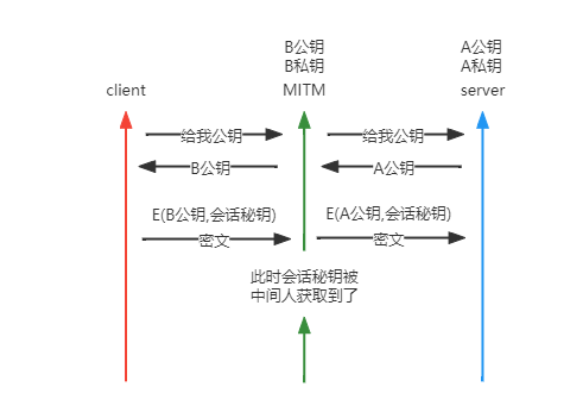 B公钥
B私钥
A公钥
A私钥
client
MITM
server
给我公钥
给我公钥
B公钥
A公钥
E(B公钥,会话秘钥)
E(A公钥,会话秘钥)
密文
密文
此时会话秘钥被
中间人获取到了